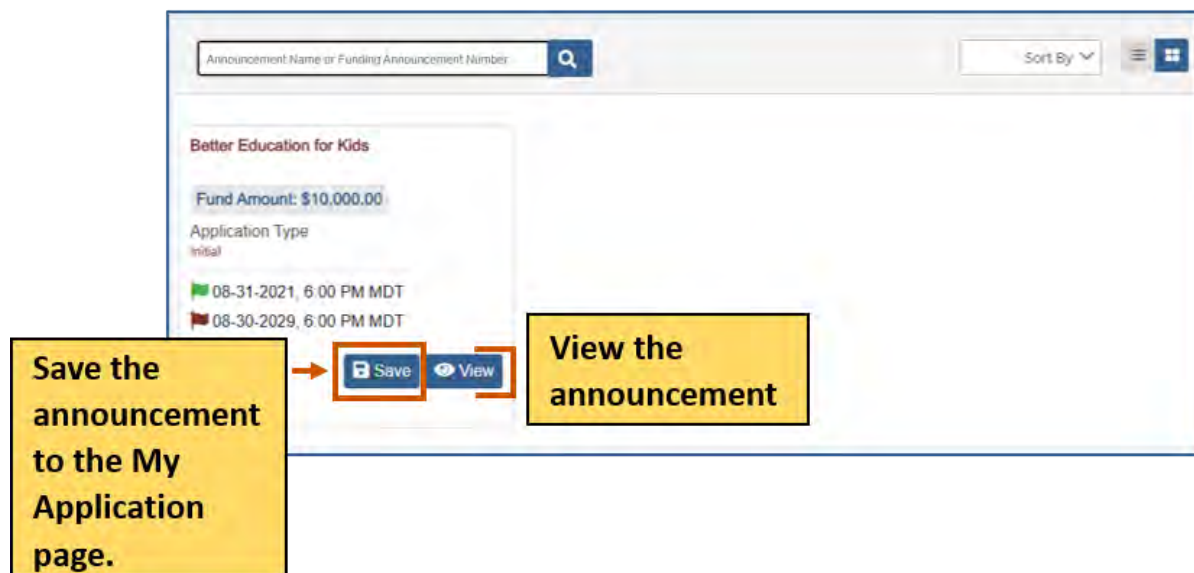 Announcement Name or Funding Announcement Number
Sort By
Better Education for Kids
Fund Amount: $10,000.00
Application Type
Initial
08-31-2021, 6:00 PM MDT
08-30-2029, 6:00 PM MDT
Save the
announcement
to the My
Application
page.
Save
View
View the
announcement